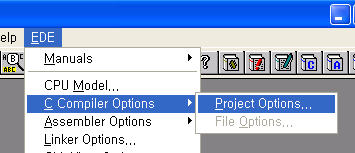 elp EDE
Manuals
CPU Model...
C Compiler Options
Project Options...
Assembler Options
File Options...
Linker Options...